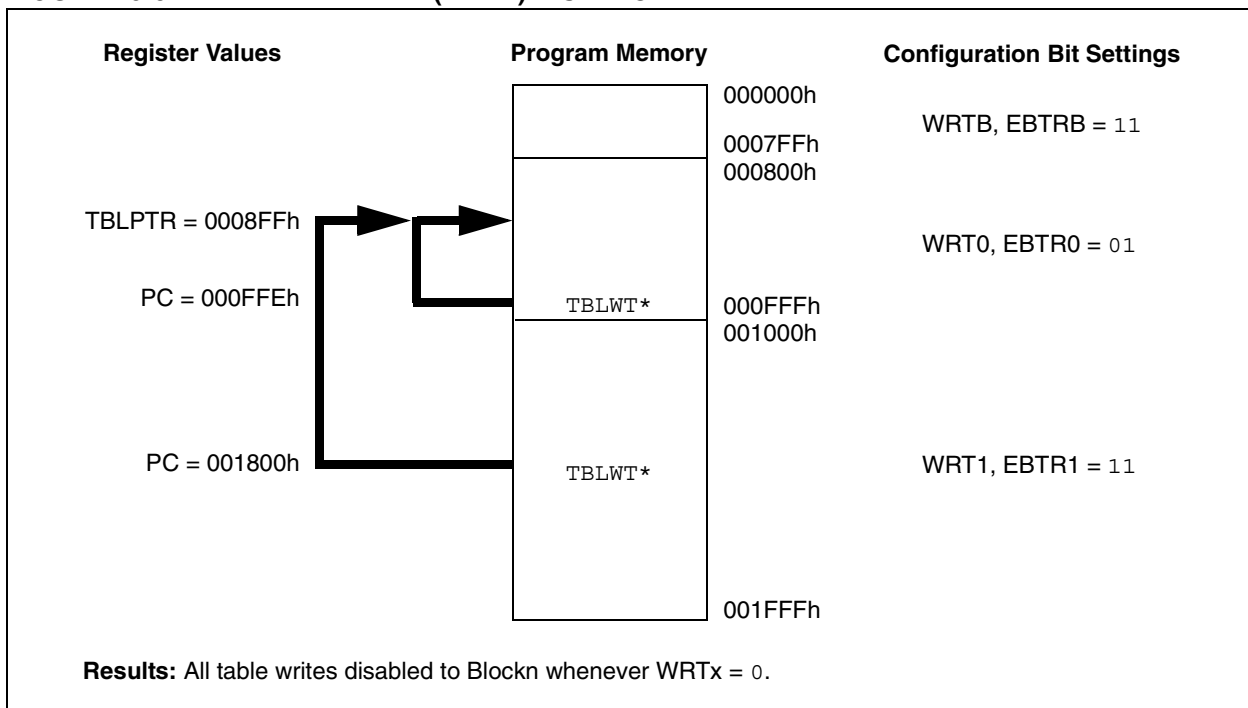 Register Values Program Memory Configuration Bit Settings
000000h
WRTB, EBTRB = 11
0007FFh
000800h
TBLPTR = 0008FFh
WRT0, EBTR0 = 01
PC = 000FFEh TBLWT* 000FFFh
001000h
PC = 001800h TBLWT* WRT1, EBTR1 = 11
001FFFh
Results: All table writes disabled to Blockn whenever WRTx = 0.